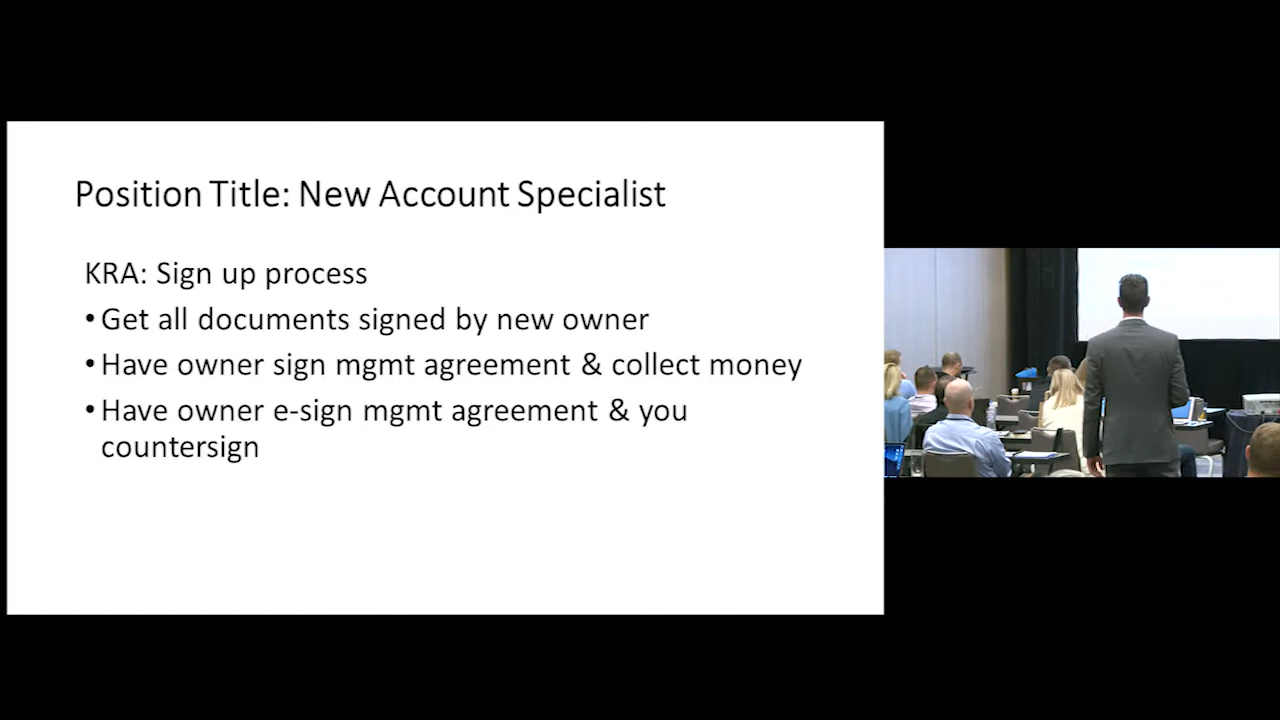 Position Title: New Account Specialist
KRA: Sign up process
• Get all documents signed by new owner
• Have owner sign mgmt agreement & collect money
• Have owner e-sign mgmt agreement & you
countersign